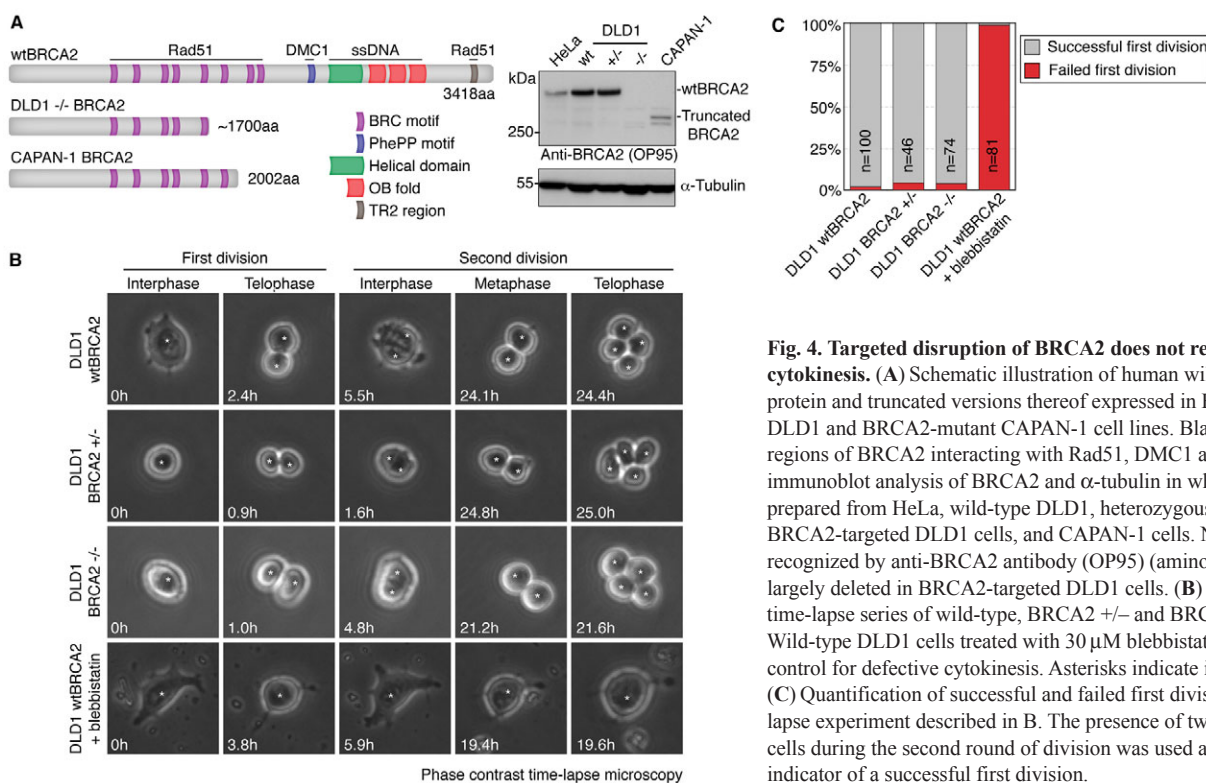 A
wtBRCA2
Rad51
DMC1
ssDNA
Rad51
3418aa
DLD1 -/- BRCA2
~1700aa
CAPAN-1 BRCA2
2002aa
BRC motif
PhePP motif
Helical domain
OB fold
TR2 region
DLD1
HeLa
wt
+/-
-/-
CAPAN-1
kDa
-wtBRCA2
-Truncated
BRCA2
250-
Anti-BRCA2 (OP95)
55-
α-Tubulin
B
First division
Second division
Interphase
Telophase
Interphase
Metaphase
Telophase
DLD1
wtBRCA2
0h
2.4h
5.5h
24.1h
24.4h
DLD1
BRCA2 +/-
0h
0.9h
1.6h
24.8h
25.0h
DLD1
BRCA2 -/-
0h
1.0h
4.8h
21.2h
21.6h
DLD1 wtBRCA2
+ blebbistatin
0h
3.8h
5.9h
19.4h
19.6h
Phase contrast time-lapse microscopy
C
100%
50%
100%
50%
0%
n=100
n=46
n=74
n=81
DLD1 wtBRCA2
DLD1 BRCA2 +/-
DLD1 BRCA2 -/-
DLD1 wtBRCA2
+ blebbistatin
Successful first division
Failed first division
Fig. 4. Targeted disruption of BRCA2 does not re
cytokinesis. (A) Schematic illustration of human wi
protein and truncated versions thereof expressed in
DLD1 and BRCA2-mutant CAPAN-1 cell lines. Bla
regions of BRCA2 interacting with Rad51, DMC1 a
immunoblot analysis of BRCA2 and α-tubulin in wl
prepared from HeLa, wild-type DLD1, heterozygous
BRCA2-targeted DLD1 cells, and CAPAN-1 cells. N
recognized by anti-BRCA2 antibody (OP95) (amino
largely deleted in BRCA2-targeted DLD1 cells. (B)
time-lapse series of wild-type, BRCA2 +/– and BRC
Wild-type DLD1 cells treated with 30 μM blebbistat
control for defective cytokinesis. Asterisks indicate i
(C) Quantification of successful and failed first divis
lapse experiment described in B. The presence of tw
cells during the second round of division was used a
indicator of a successful first division.